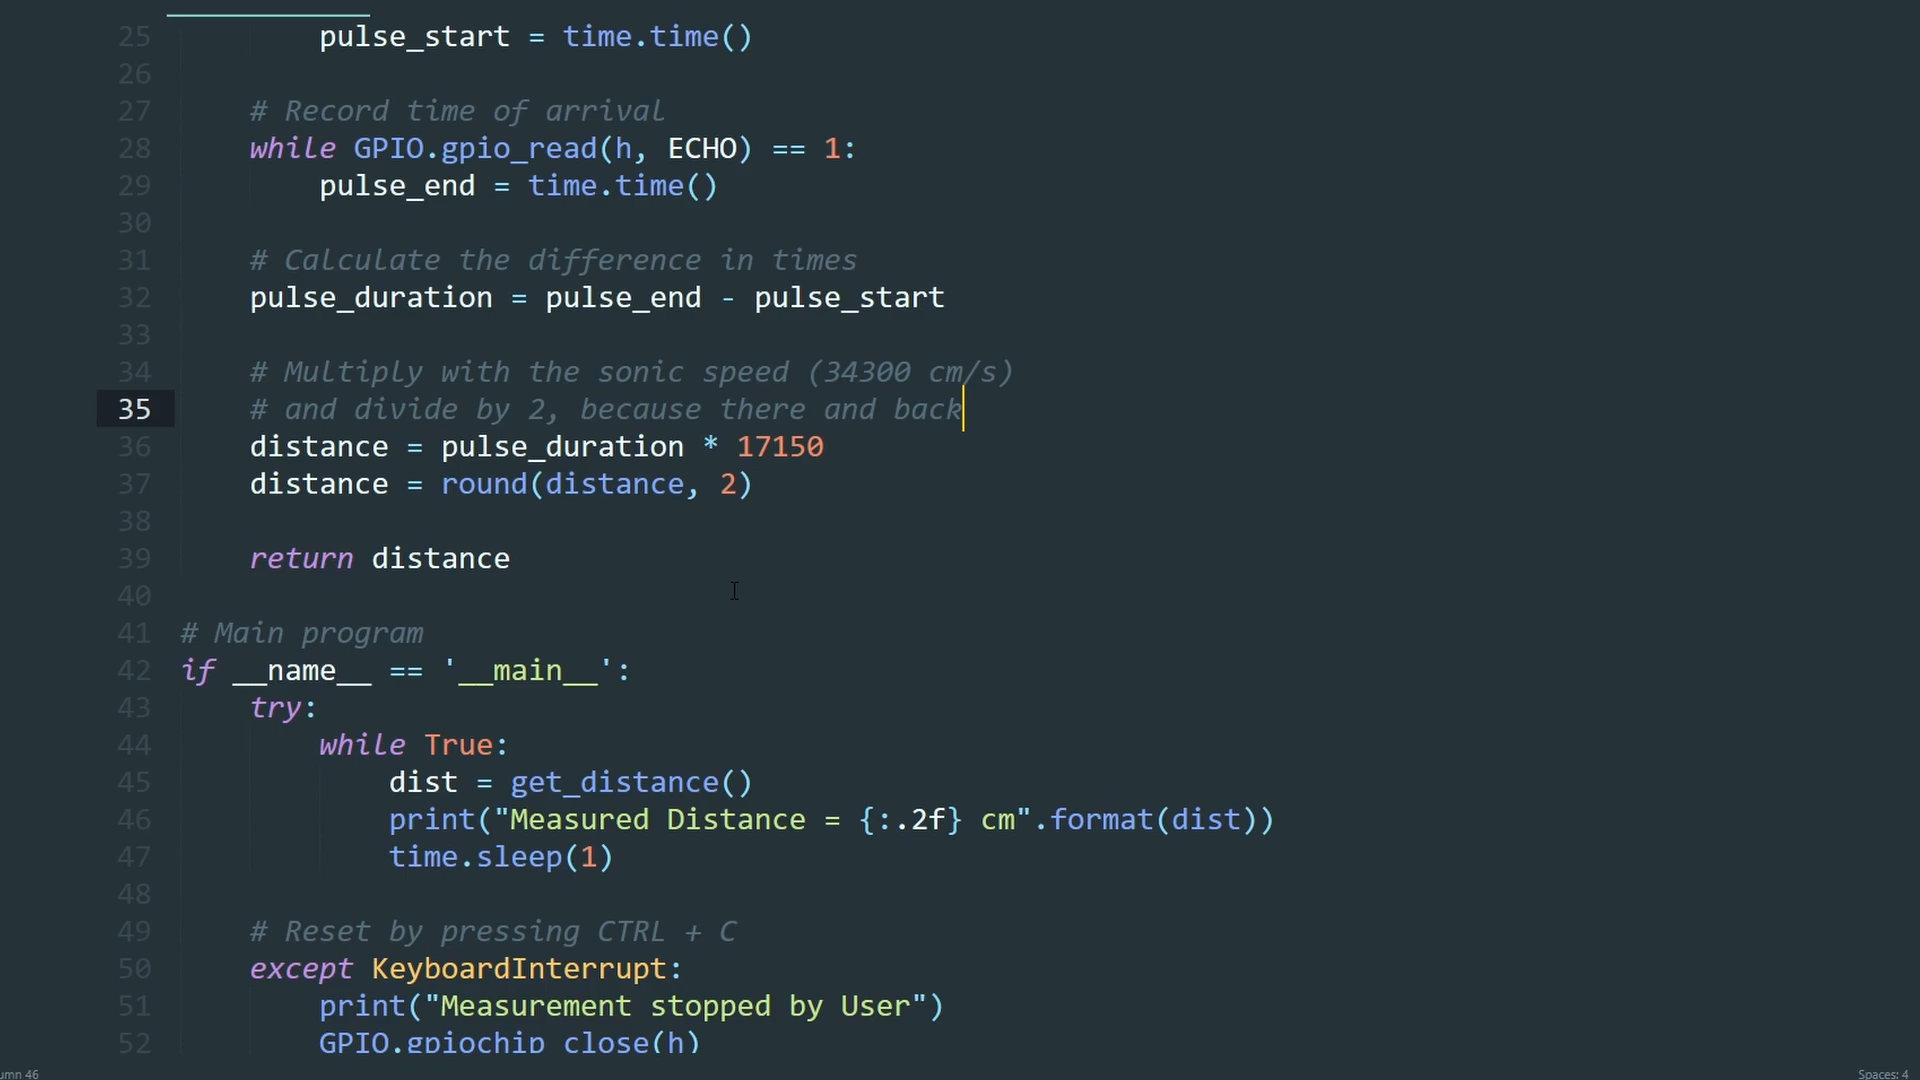 25 pulse_start = time.time()
26
27 # Record time of arrival
28 while GPIO.gpio_read(h, ECHO) == 1:
29 pulse_end = time.time()
30
31 # Calculate the difference in times
32 pulse_duration = pulse_end - pulse_start
33
34 # Multiply with the sonic speed (34300 cm/s)
35 # and divide by 2, because there and back
36 distance = pulse_duration * 17150
37 distance = round(distance, 2)
38
39 return distance
40
41 # Main program
42 if __name__ == '__main__':
43 try:
44 while True:
45 dist = get_distance()
46 print("Measured Distance = {:.2f} cm".format(dist))
47 time.sleep(1)
48
49 # Reset by pressing CTRL + C
50 except KeyboardInterrupt:
51 print("Measurement stopped by User")
52 GPIO.gpiochip_close(h)
umn 46 Spaces: 4